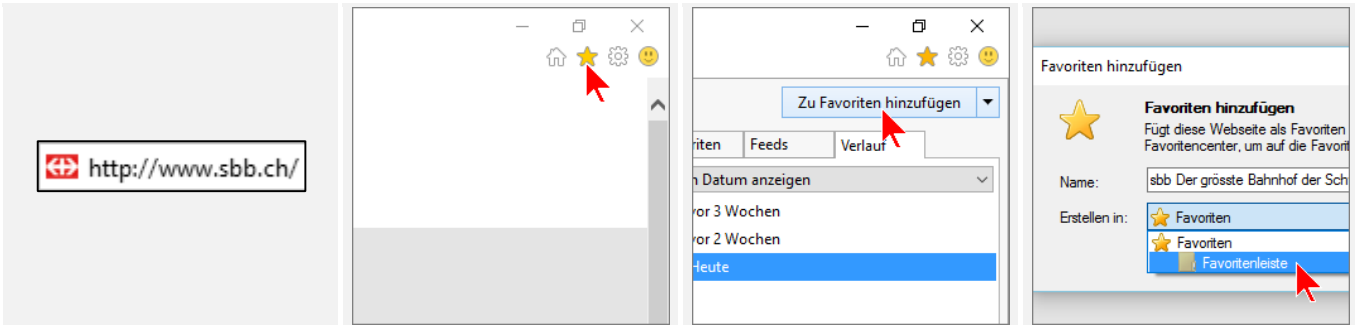 http://www.sbb.ch/
Zu Favoriten hinzufügen
riten Feeds Verlauf
n Datum anzeigen
vor 3 Wochen
vor 2 Wochen
Heute
Favoriten hinzufügen
Favoriten hinzufügen
Fügt diese Webseite als Favoriten
Favoritencenter, um auf die Favorit
Name: sbb Der grösste Bahnhof der Sch
Erstellen in: Favoriten
Favoriten
Favoritenleiste